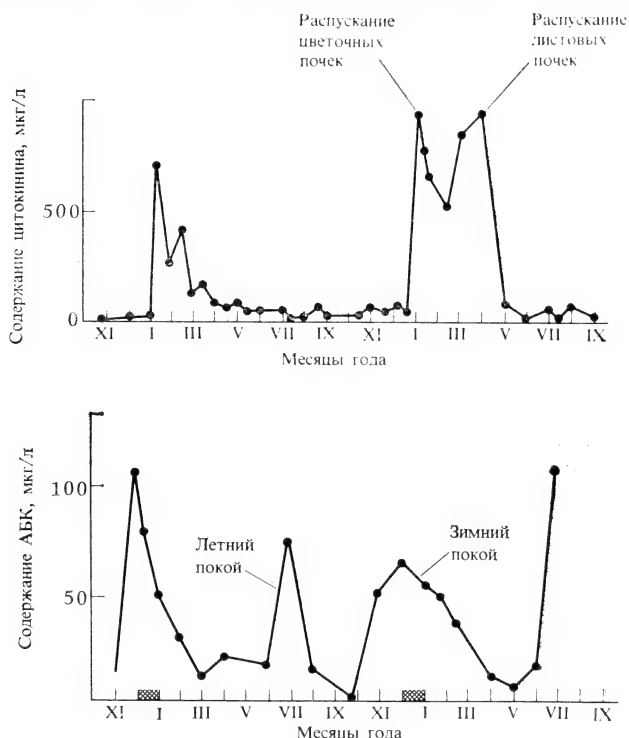 Распускание
цветочных
почек
Распускание
листовых
почек
Содержание цитокинина, мкг/л
500
0
XI I III V VII IX XI I III V VII IX
Месяцы года
Содержание АБК, мкг/л
100
50
Летний
покой
Зимний
покой
XI I III V VII IX XI I III V VII IX
Месяцы года